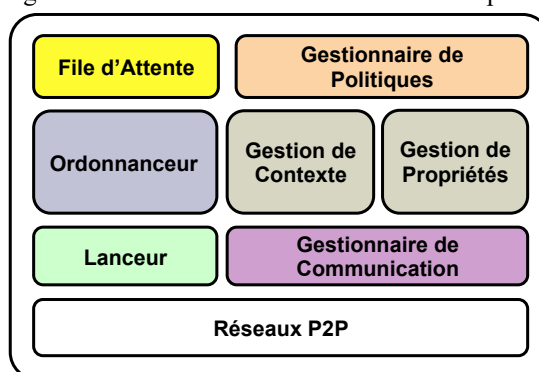 File d'Attente
Gestionnaire de
Politiques
Ordonnanceur
Gestion de
Contexte
Gestion de
Propriétés
Lanceur
Gestionnaire de
Communication
Réseaux P2P